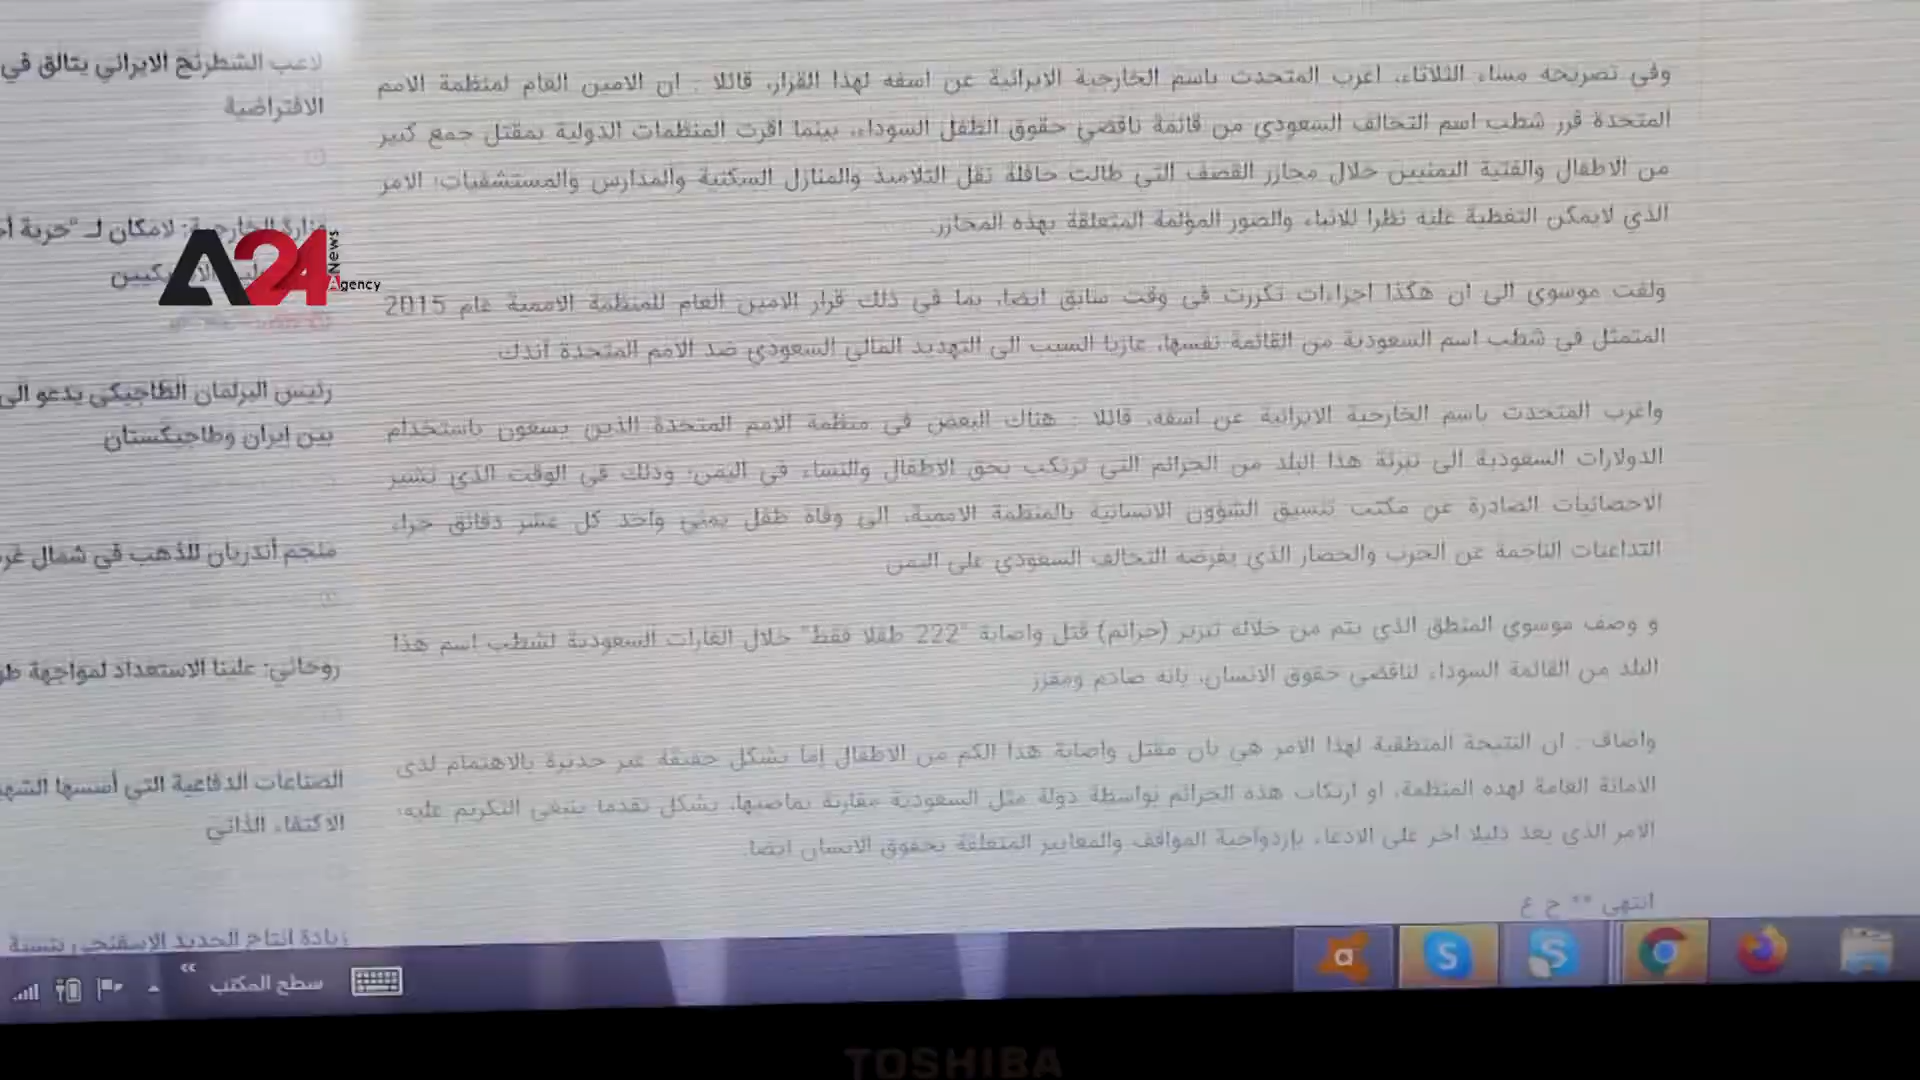 وفي تصريحه مساء الثلاثاء، اعرب المتحدث باسم الخارجية الايرانية عن اسفه لهذا القرار، قائلا : ان الامين العام لمنظمة الامم
المتحدة قرر شطب اسم التحالف السعودي من قائمة ناقضي حقوق الطفل السوداء، بينما اقرت المنظمات الدولية بمقتل جمع كبير
من الاطفال والفتية اليمنيين خلال مجازر القصف التي طالت حافلة نقل التلاميذ والمنازل السكنية والمدارس والمستشفيات؛ الامر
الذي لايمكن التغطية عليه نظرا للانباء والصور المؤلمة المتعلقة بهذه المجازر.
ولفت موسوي الى ان هكذا اجراءات تكررت في وقت سابق ايضا، بما في ذلك قرار الامين العام للمنظمة الاممية عام 2015
المتمثل في شطب اسم السعودية من القائمة نفسها، عازيا السبب الى التهديد المالي السعودي ضد الامم المتحدة آنذك
واعرب المتحدث باسم الخارجية الايرانية عن اسفه، قائلا : هناك البعض في منظمة الامم المتحدة الذين يسعون باستخدام
الدولارات السعودية الى تبرئة هذا البلد من الجرائم التي ترتكب بحق الاطفال والنساء في اليمن؛ وذلك في الوقت الذي تشير
الاحصائيات الصادرة عن مكتب تنسيق الشؤون الانسانية بالمنظمة الاممية، الى وفاة طفل يمني واحد كل عشر دقائق جراء
التداعيات الناجمة عن الحرب والحصار الذي يفرضه التحالف السعودي على اليمن
و وصف موسوي المنطق الذي يتم من خلاله تبرير (جرائم) قتل واصابة "222 طفلا فقط" خلال الغارات السعودية لشطب اسم هذا
البلد من القائمة السوداء لناقضي حقوق الانسان، بانه صادم ومقزز
واضاف : ان النتيجة المنطقية لهذا الامر هي بان مقتل واصابة هذا الكم من الاطفال إما يشكل حقيقة غير جديرة بالاهتمام لدى
الامانة العامة لهذه المنظمة، او ارتكاب هذه الجرائم بواسطة دولة مثل السعودية مقارنة بماضيها، يشكل تقدما ينبغي التكريم عليه؛
الامر الذي يعد دليلا اخر على الادعاء بإزدواجية المواقف والمعايير المتعلقة بحقوق الانسان ايضا.
انتهى ** ح ع
لاعب الشطرنج الايراني يتألق في
الافتراضية
وزارة الخارجية: لامكان لـ "حرية
رئيس البرلمان الطاجيكي يدعو الى
بين إيران وطاجيكستان
منجم أندريان للذهب في شمال
روحاني: علينا الاستعداد لمواجهة
الصناعات الدفاعية التي أسسها
الاكتفاء الذاتي
زيادة انتاج الحديد الإسفنجي بنسبة
A24 News Agency
سطح المكتب
TOSHIBA